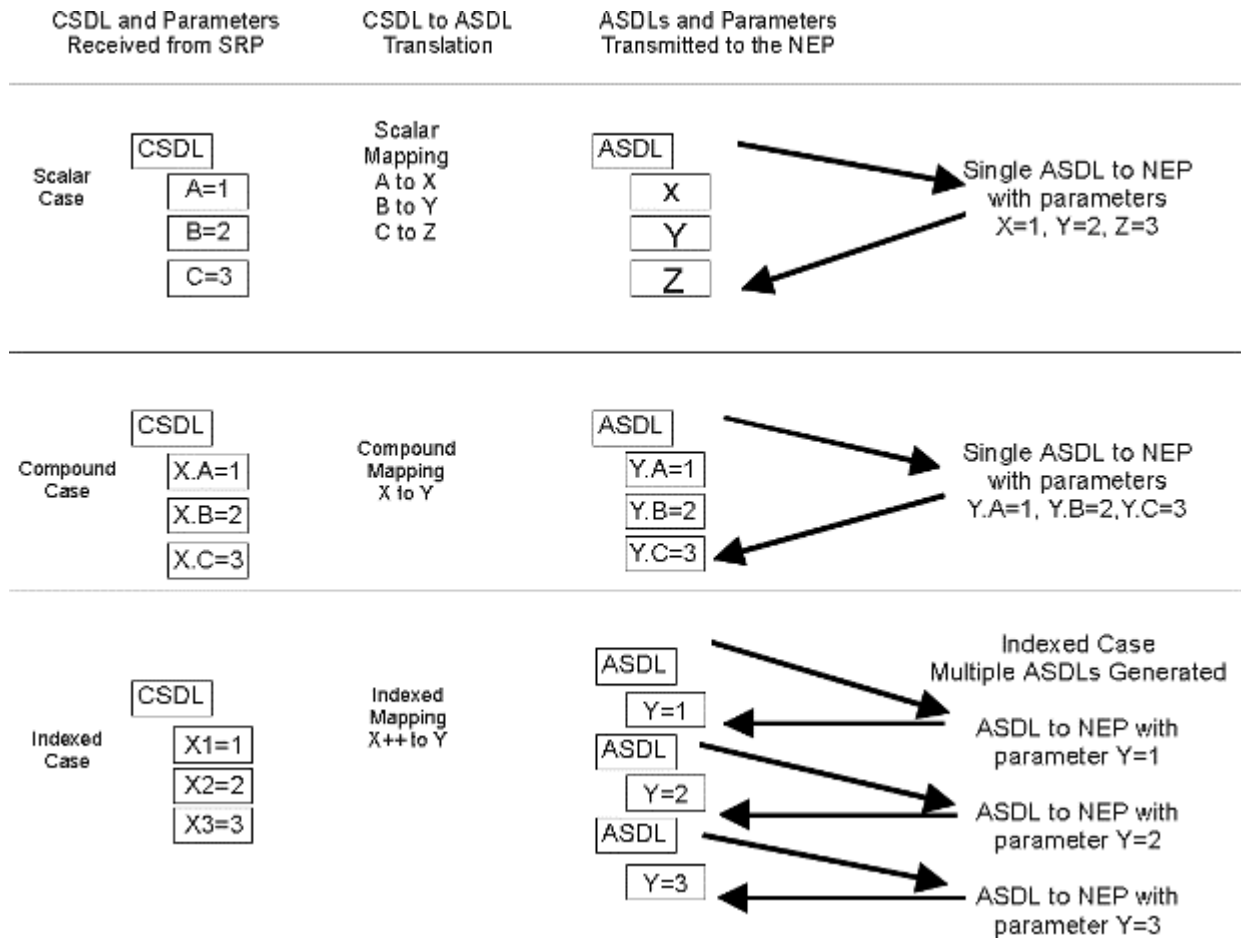 CSDL and Parameters
Received from SRP
CSDL to ASDL
Translation
ASDLs and Parameters
Transmitted to the NEP
Scalar
Case
CSDL
A=1
B=2
C=3
Scalar
Mapping
A to X
B to Y
C to Z
ASDL
X
Y
Z
Single ASDL to NEP
with parameters
X=1, Y=2, Z=3
Compound
Case
CSDL
X.A=1
X.B=2
X.C=3
Compound
Mapping
X to Y
ASDL
Y.A=1
Y.B=2
Y.C=3
Single ASDL to NEP
with parameters
Y.A=1, Y.B=2,Y.C=3
Indexed
Case
CSDL
X1=1
X2=2
X3=3
Indexed
Mapping
X++ to Y
ASDL
Y=1
ASDL
Y=2
ASDL
Y=3
Indexed Case
Multiple ASDLs Generated
ASDL to NEP with
parameter Y=1
ASDL to NEP with
parameter Y=2
ASDL to NEP with
parameter Y=3